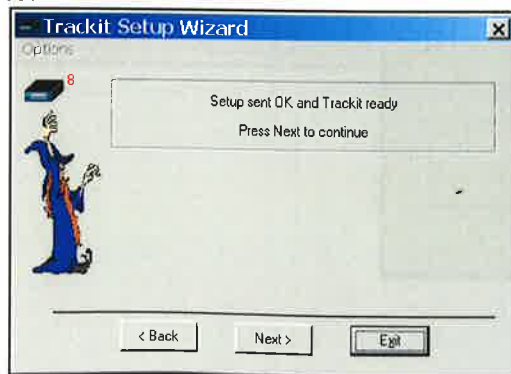 Trackit Setup Wizard
Options
8
Setup sent OK and Trackit ready
Press Next to continue
< Back
Next >
Exit